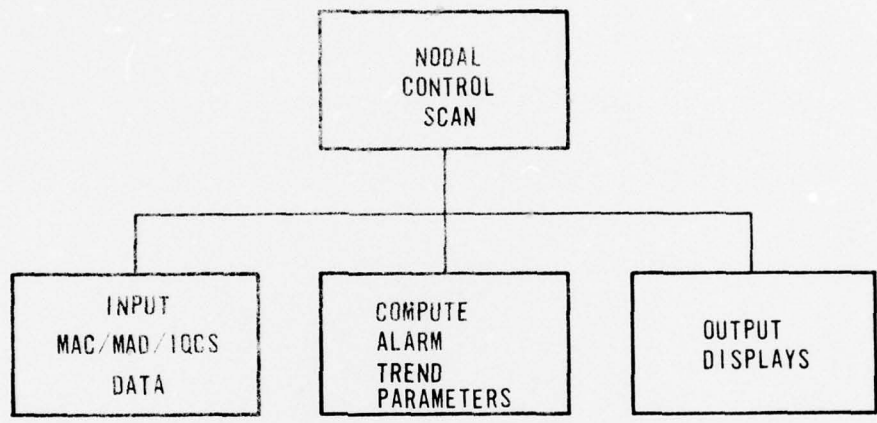 NODAL
CONTROL
SCAN
INPUT
MAC/MAD/IQCS
DATA
COMPUTE
ALARM
TREND
PARAMETERS
OUTPUT
DISPLAYS